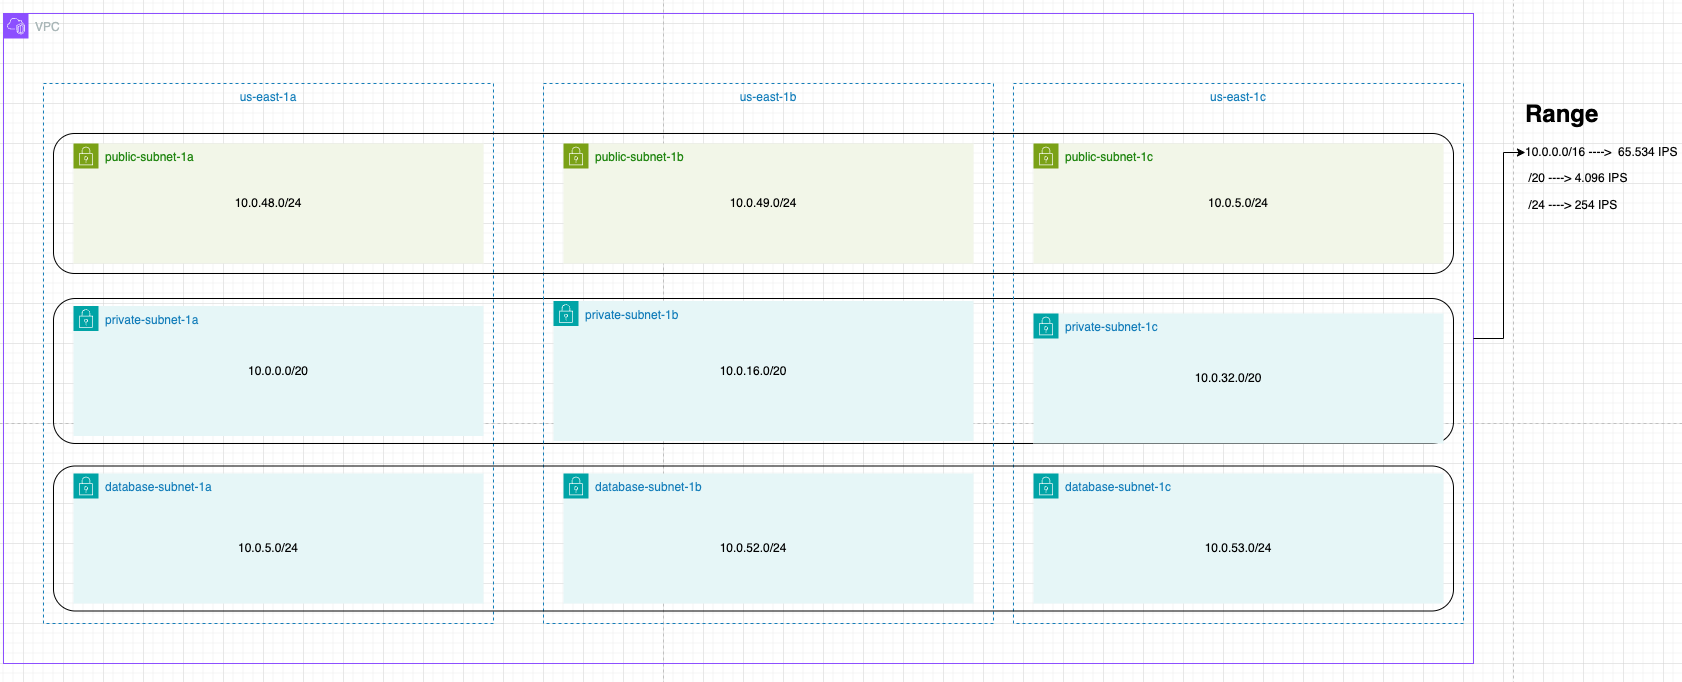 VPC
us-east-1a
us-east-1b
us-east-1c
Range
10.0.0.0/16 ----> 65.534 IPS
/20 ----> 4.096 IPS
/24 ----> 254 IPS
public-subnet-1a
10.0.48.0/24
public-subnet-1b
10.0.49.0/24
public-subnet-1c
10.0.5.0/24
private-subnet-1a
10.0.0.0/20
private-subnet-1b
10.0.16.0/20
private-subnet-1c
10.0.32.0/20
database-subnet-1a
10.0.5.0/24
database-subnet-1b
10.0.52.0/24
database-subnet-1c
10.0.53.0/24